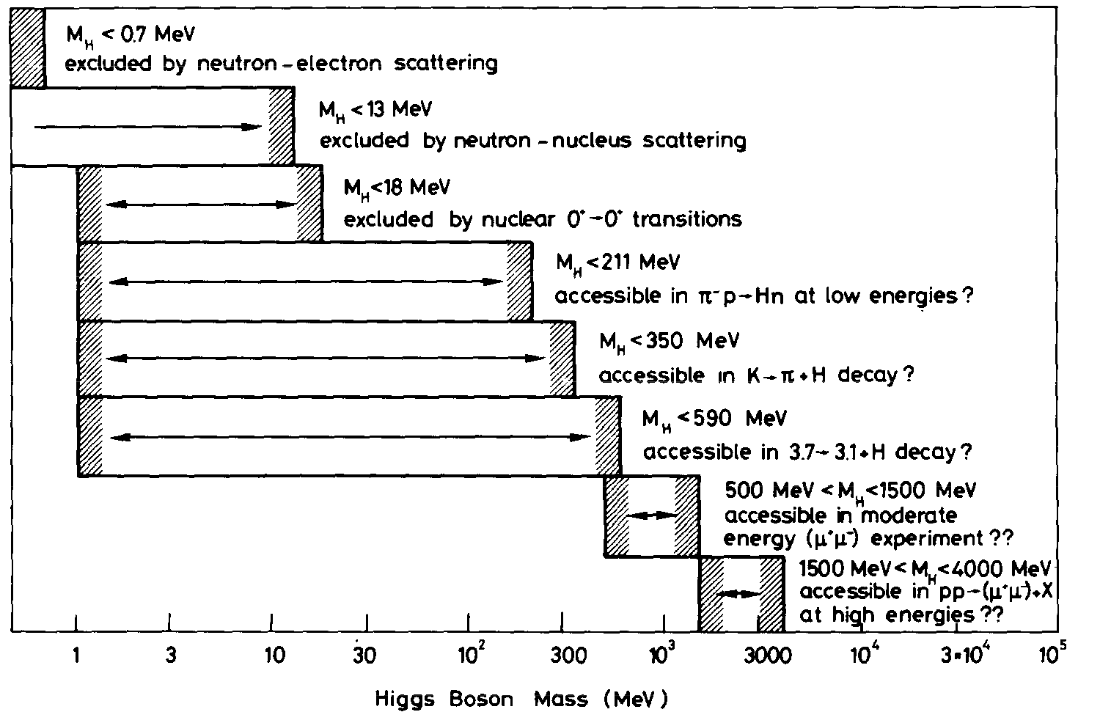 M_H < 0.7 MeV
excluded by neutron – electron scattering
M_H < 13 MeV
excluded by neutron – nucleus scattering
M_H < 18 MeV
excluded by nuclear 0⁺→0⁺ transitions
M_H < 211 MeV
accessible in π⁻p → Hn at low energies ?
M_H < 350 MeV
accessible in K → π + H decay ?
M_H < 590 MeV
accessible in 3.7 → 3.1 + H decay ?
500 MeV < M_H < 1500 MeV
accessible in moderate
energy (μ⁺μ⁻) experiment ??
1500 MeV < M_H < 4000 MeV
accessible in pp → (μ⁺μ⁻) + X
at high energies ??
1 3 10 30 10² 300 10³ 3000 10⁴ 3×10⁴ 10⁵
Higgs Boson Mass (MeV)